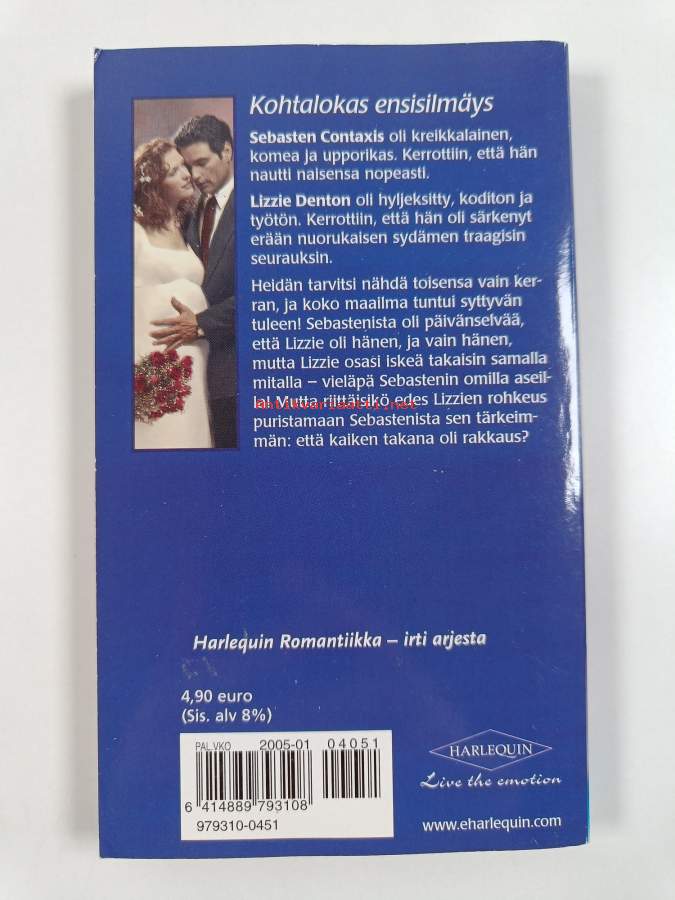 Kohtalokas ensisilmäys
Sebasten Contaxis oli kreikkalainen,
komea ja upporikas. Kerrottiin, että hän
nautti naisensa nopeasti.
Lizzie Denton oli hyljeksitty, koditon ja
työtön. Kerrottiin, että hän oli särkenyt
erään nuorukaisen sydämen traagisin
seurauksin.
Heidän tarvitsi nähdä toisensa vain ker-
ran, ja koko maailma tuntui syttyvän
tuleen! Sebastenista oli päivänselvää,
että Lizzie oli hänen, ja vain hänen,
mutta Lizzie osasi iskeä takaisin samalla
mitalla – vieläpä Sebastenin omilla aseil-
la. Mutta riittäisikö edes Lizzien rohkeus
Antikvariaatti.net
puristamaan Sebastenista sen tärkeim-
män: että kaiken takana oli rakkaus?
Harlequin Romantiikka – irti arjesta
4,90 euro
(Sis. alv 8%)
PAL.VKO 2005-01 04051
6 414889 793108
979310-0451
HARLEQUIN
Live the emotion
www.eharlequin.com